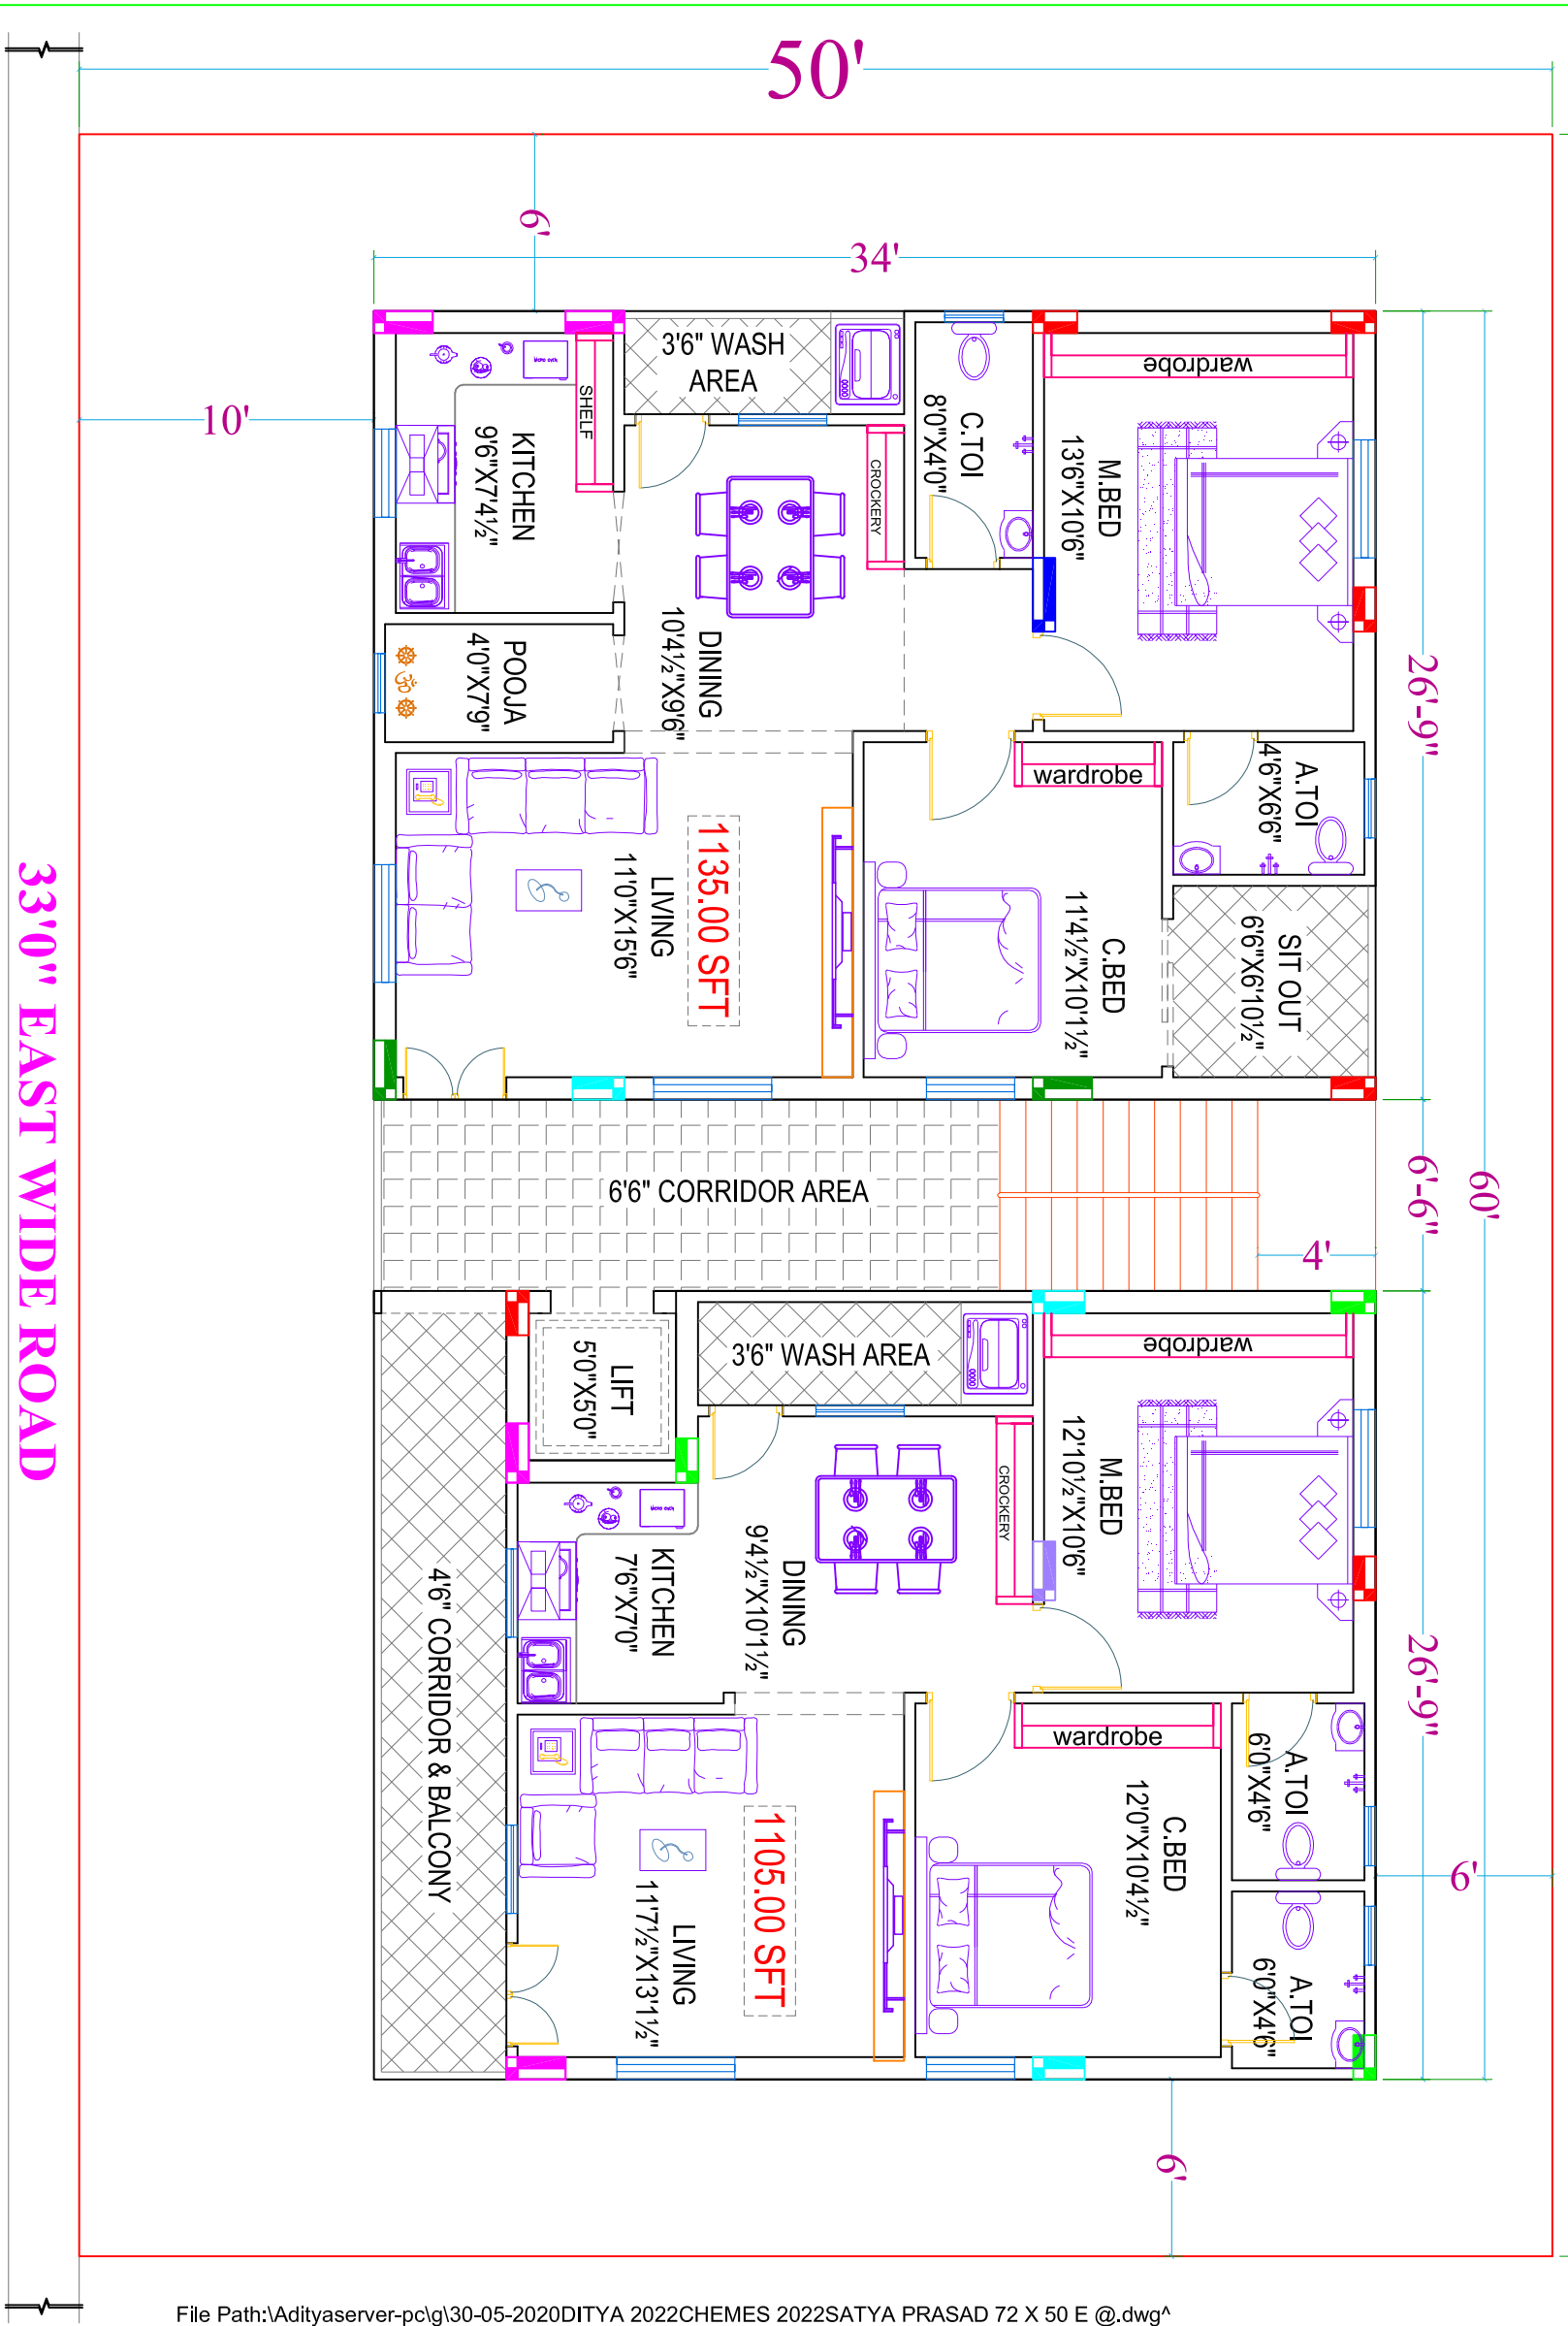 50'
6'
34'
10'
3'6" WASH
AREA
SHELF
KITCHEN
9'6"X7'4½"
CROCKERY
C.TOI
8'0"X4'0"
wardrobe
M.BED
13'6"X10'6"
DINING
10'4½"X9'6"
POOJA
4'0"X7'9"
ॐ
26'-9"
wardrobe
A.TOI
4'6"X6'6"
1135.00 SFT
LIVING
11'0"X15'6"
C.BED
11'4½"X10'1½"
SIT OUT
6'6"X6'10½"
33'0" EAST WIDE ROAD
6'6" CORRIDOR AREA
6'-6"
60'
4'
LIFT
5'0"X5'0"
3'6" WASH AREA
wardrobe
CROCKERY
M.BED
12'10½"X10'6"
KITCHEN
7'6"X7'0"
DINING
9'4½"X10'1½"
4'6" CORRIDOR & BALCONY
26'-9"
wardrobe
A.TOI
6'0"X4'6"
1105.00 SFT
LIVING
11'7½"X13'1½"
C.BED
12'0"X10'4½"
6'
A.TOI
6'0"X4'6"
6'
File Path:\Adityaserver-pc\g\30-05-2020DITYA 2022CHEMES 2022SATYA PRASAD 72 X 50 E @.dwg^